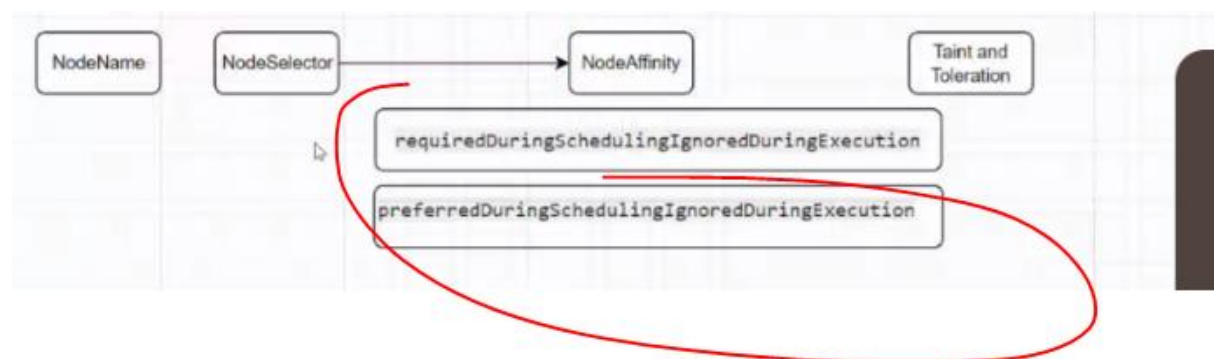 NodeName
NodeSelector
NodeAffinity
Taint and
Toleration
requiredDuringSchedulingIgnoredDuringExecution
preferredDuringSchedulingIgnoredDuringExecution